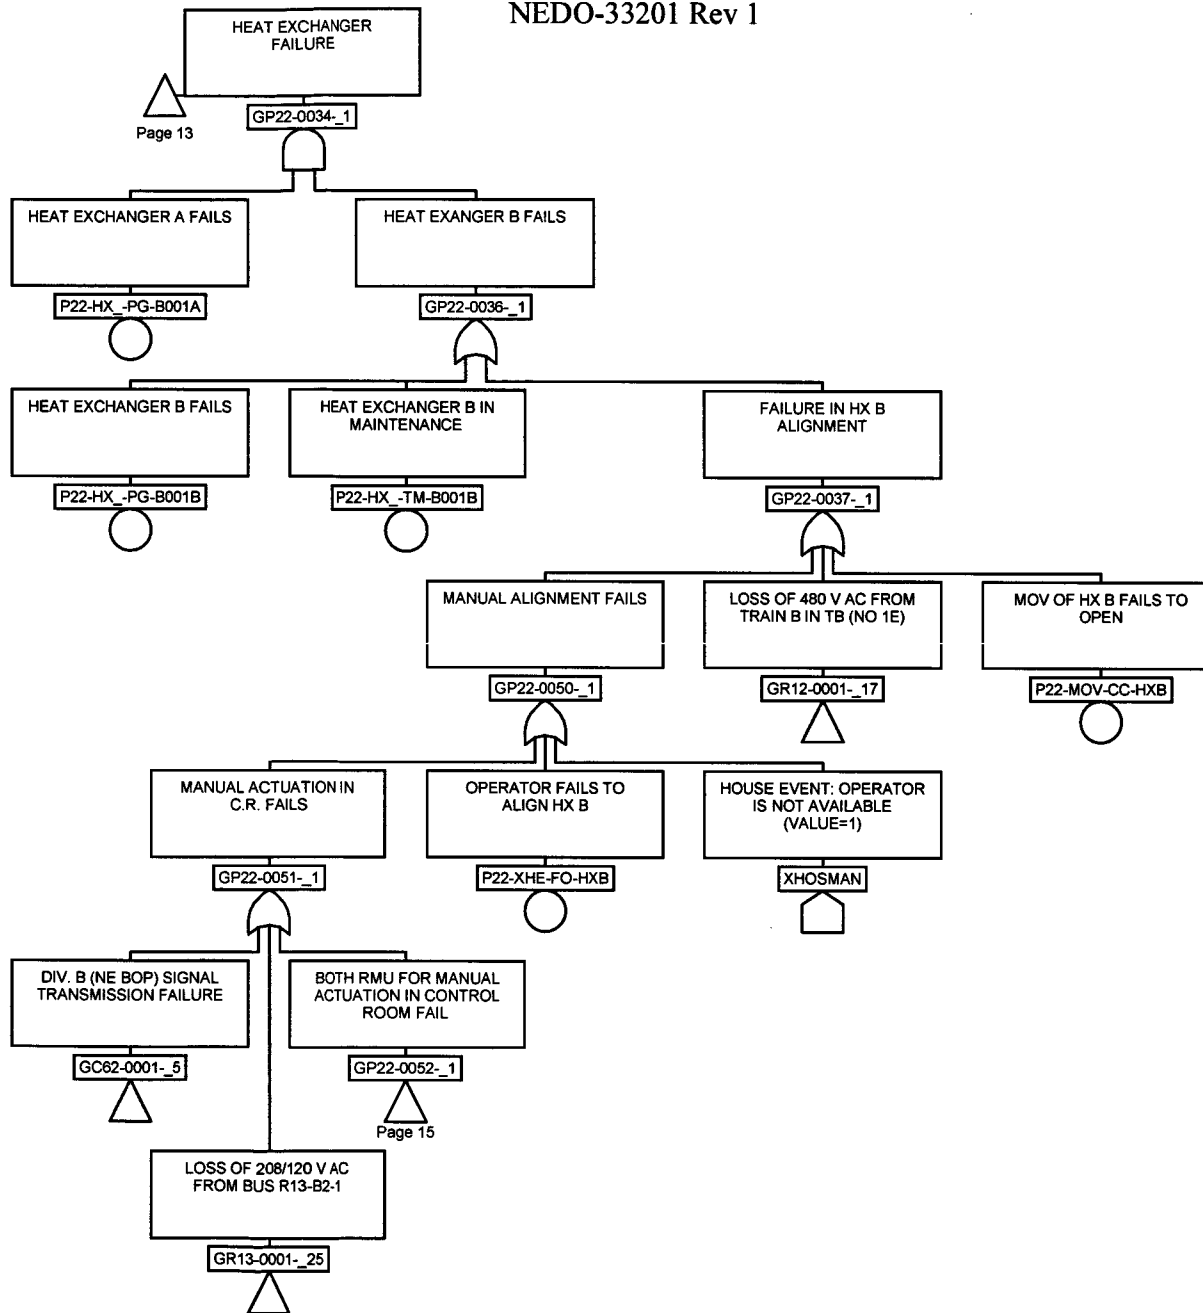 NEDO-33201 Rev 1
HEAT EXCHANGER
FAILURE
Page 13
GP22-0034-_1
HEAT EXCHANGER A FAILS
P22-HX_-PG-B001A
HEAT EXANGER B FAILS
GP22-0036-_1
HEAT EXCHANGER B FAILS
P22-HX_-PG-B001B
HEAT EXCHANGER B IN
MAINTENANCE
P22-HX_-TM-B001B
FAILURE IN HX B
ALIGNMENT
GP22-0037-_1
MANUAL ALIGNMENT FAILS
GP22-0050-_1
LOSS OF 480 V AC FROM
TRAIN B IN TB (NO 1E)
GR12-0001-_17
MOV OF HX B FAILS TO
OPEN
P22-MOV-CC-HXB
MANUAL ACTUATION IN
C.R. FAILS
GP22-0051-_1
OPERATOR FAILS TO
ALIGN HX B
P22-XHE-FO-HXB
HOUSE EVENT: OPERATOR
IS NOT AVAILABLE
(VALUE=1)
XHOSMAN
DIV. B (NE BOP) SIGNAL
TRANSMISSION FAILURE
GC62-0001-_5
BOTH RMU FOR MANUAL
ACTUATION IN CONTROL
ROOM FAIL
GP22-0052-_1
Page 15
LOSS OF 208/120 V AC
FROM BUS R13-B2-1
GR13-0001-_25